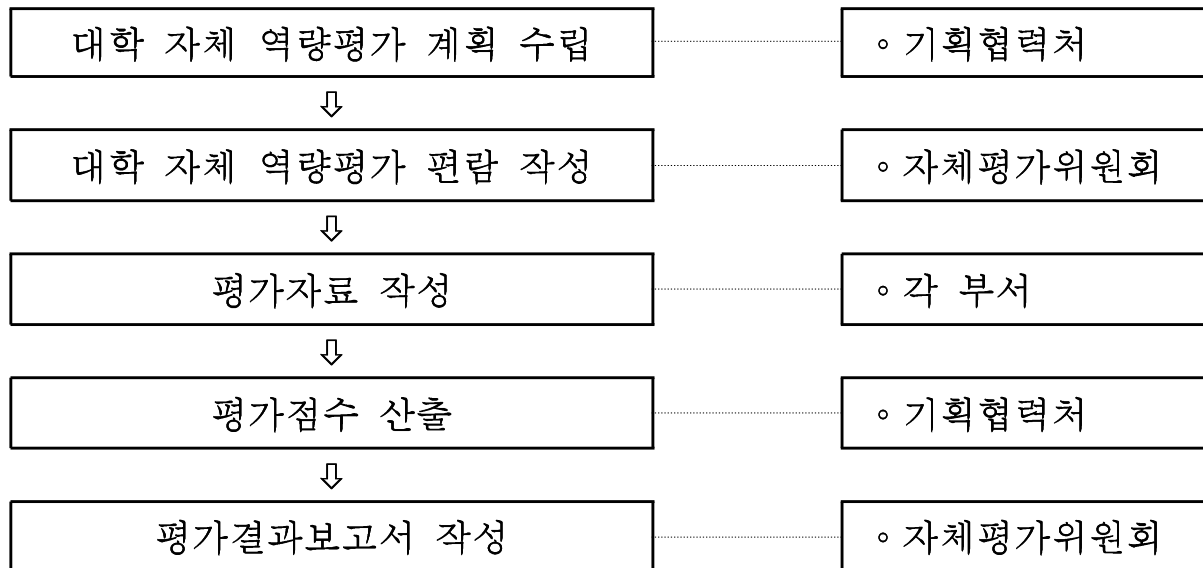 대학 자체 역량평가 계획 수립
◦ 기획협력처
⇩
대학 자체 역량평가 편람 작성
◦ 자체평가위원회
⇩
평가자료 작성
◦ 각 부서
⇩
평가점수 산출
◦ 기획협력처
⇩
평가결과보고서 작성
◦ 자체평가위원회